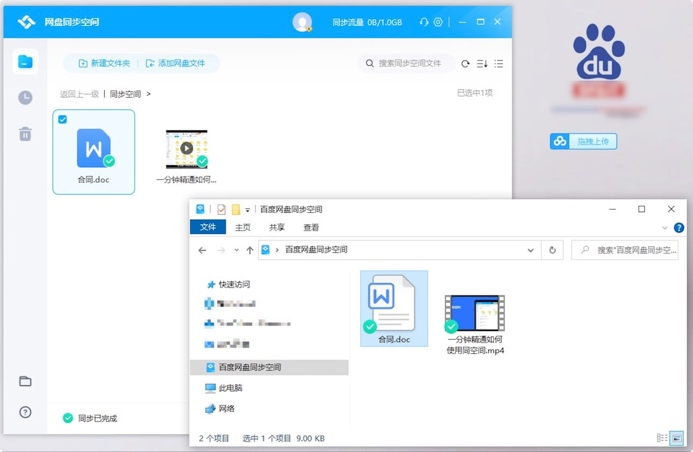 网盘同步空间
同步流量 0B/1.0GB
新建文件夹
添加网盘文件
搜索同步空间文件
返回上一级 | 同步空间 >
已选中1项
W
合同.doc
一分钟精通如何...
同步已完成
du
拖拽上传
百度网盘同步空间
文件 主页 共享 查看
百度网盘同步空间
搜索"百度网盘同步空...
快速访问
百度网盘同步空间
此电脑
网络
W
合同.doc
一分钟精通如何
使用同空间.mp4
2 个项目 选中 1 个项目 9.00 KB